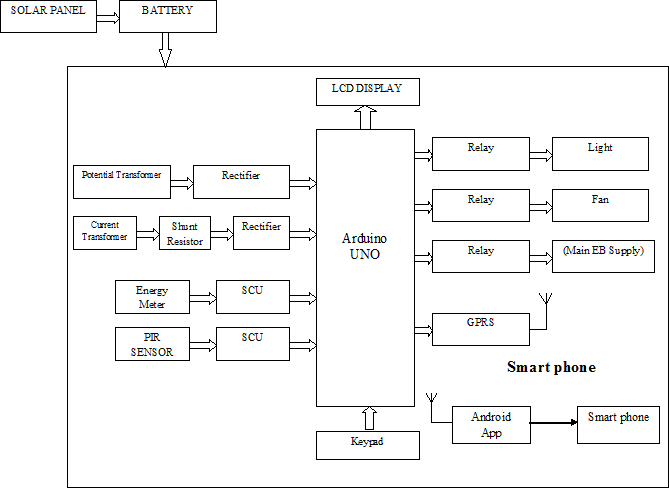 SOLAR PANEL
BATTERY
LCD DISPLAY
Potential Transformer
Rectifier
Current
Transformer
Shunt
Resistor
Rectifier
Energy
Meter
SCU
PIR
SENSOR
SCU
Arduino
UNO
Keypad
Relay
Light
Relay
Fan
Relay
(Main EB Supply)
GPRS
Smart phone
Android
App
Smart phone